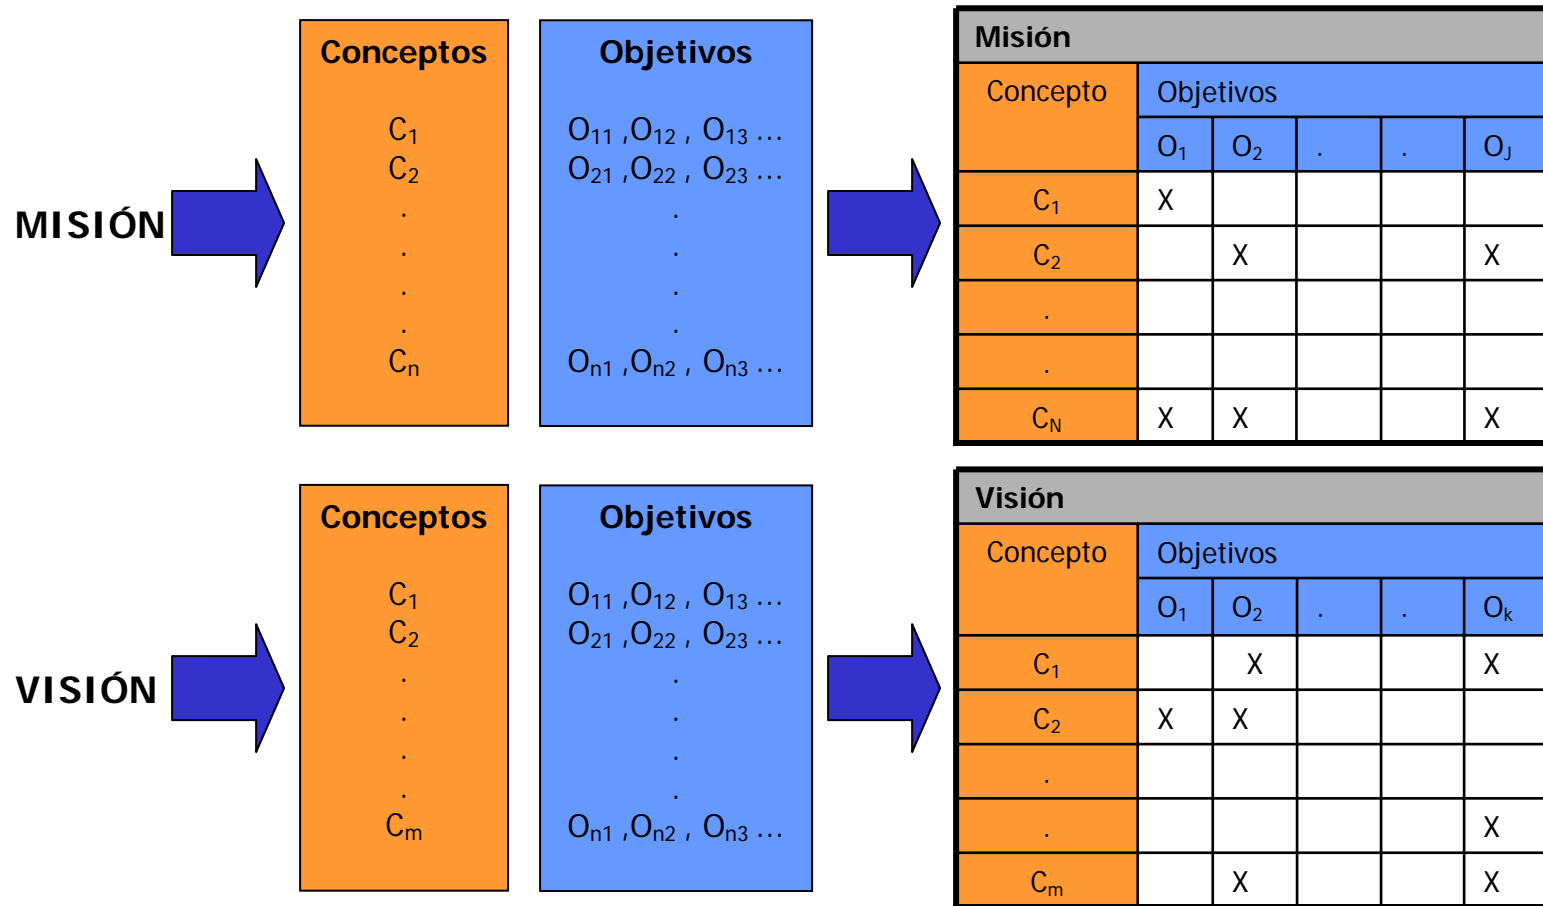 MISIÓN
Conceptos
C₁
C₂
.
.
.
.
Cₙ
Objetivos
O₁₁ ,O₁₂ , O₁₃ ...
O₂₁ ,O₂₂ , O₂₃ ...
.
.
.
.
Oₙ₁ ,Oₙ₂ , Oₙ₃ ...
Misión
Concepto Objetivos
O₁ O₂ . . O_J
C₁ X
C₂ X X
.
.
C_N X X X
VISIÓN
Conceptos
C₁
C₂
.
.
.
.
Cₘ
Objetivos
O₁₁ ,O₁₂ , O₁₃ ...
O₂₁ ,O₂₂ , O₂₃ ...
.
.
.
.
Oₙ₁ ,Oₙ₂ , Oₙ₃ ...
Visión
Concepto Objetivos
O₁ O₂ . . Oₖ
C₁ X X
C₂ X X
.
. X
Cₘ X X